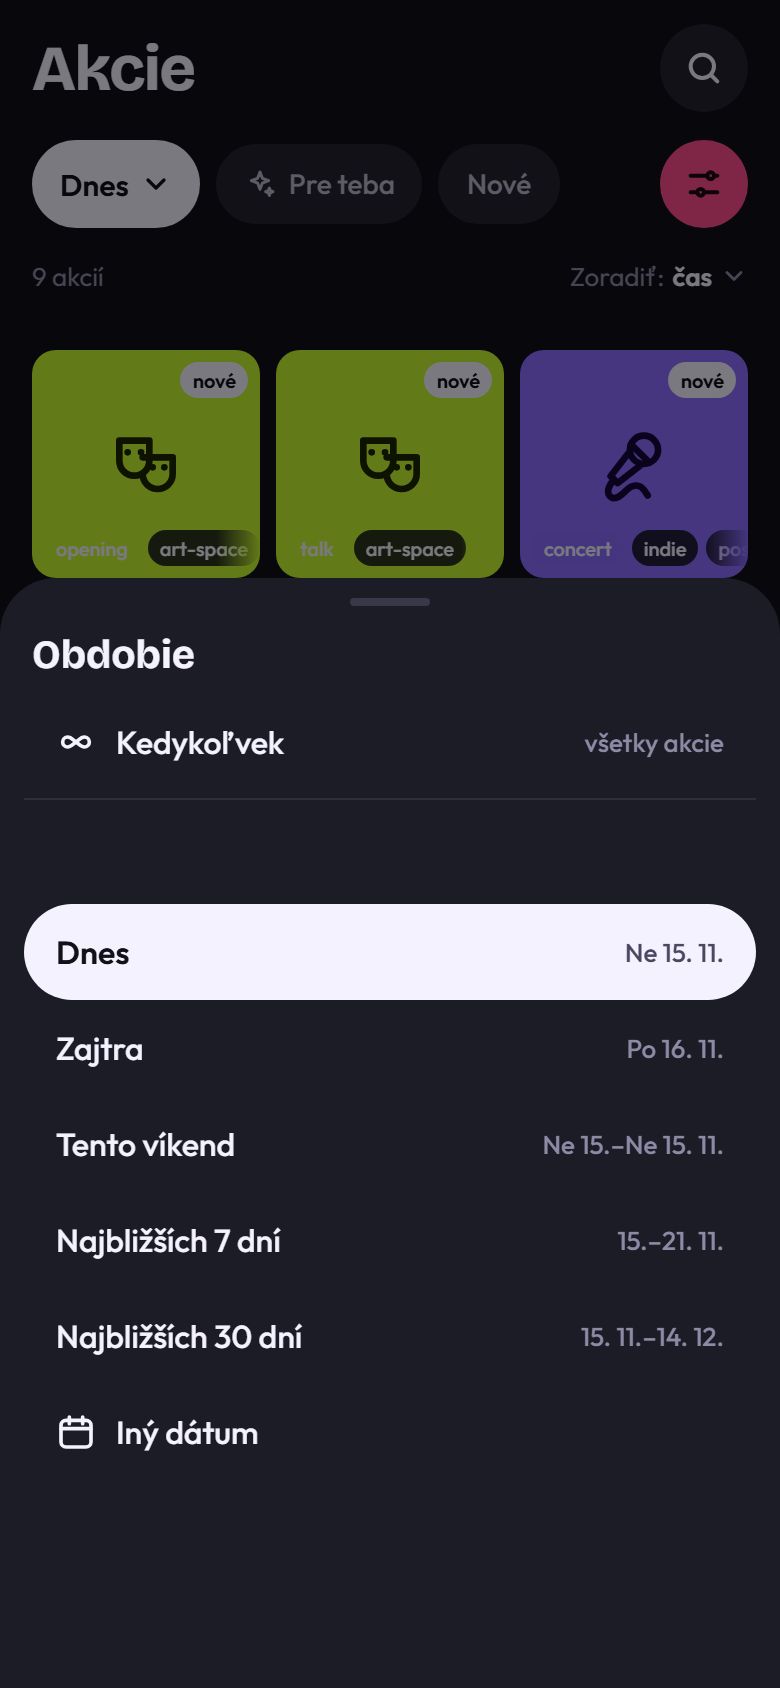 Akcie
Dnes
Pre teba
Nové
9 akcií
Zoradiť: čas
nové
nové
nové
opening
art-space
talk
art-space
concert
indie
Obdobie
Kedykoľvek
všetky akcie
Dnes
Ne 15. 11.
Zajtra
Po 16. 11.
Tento víkend
Ne 15.–Ne 15. 11.
Najbližších 7 dní
15.–21. 11.
Najbližších 30 dní
15. 11.–14. 12.
Iný dátum